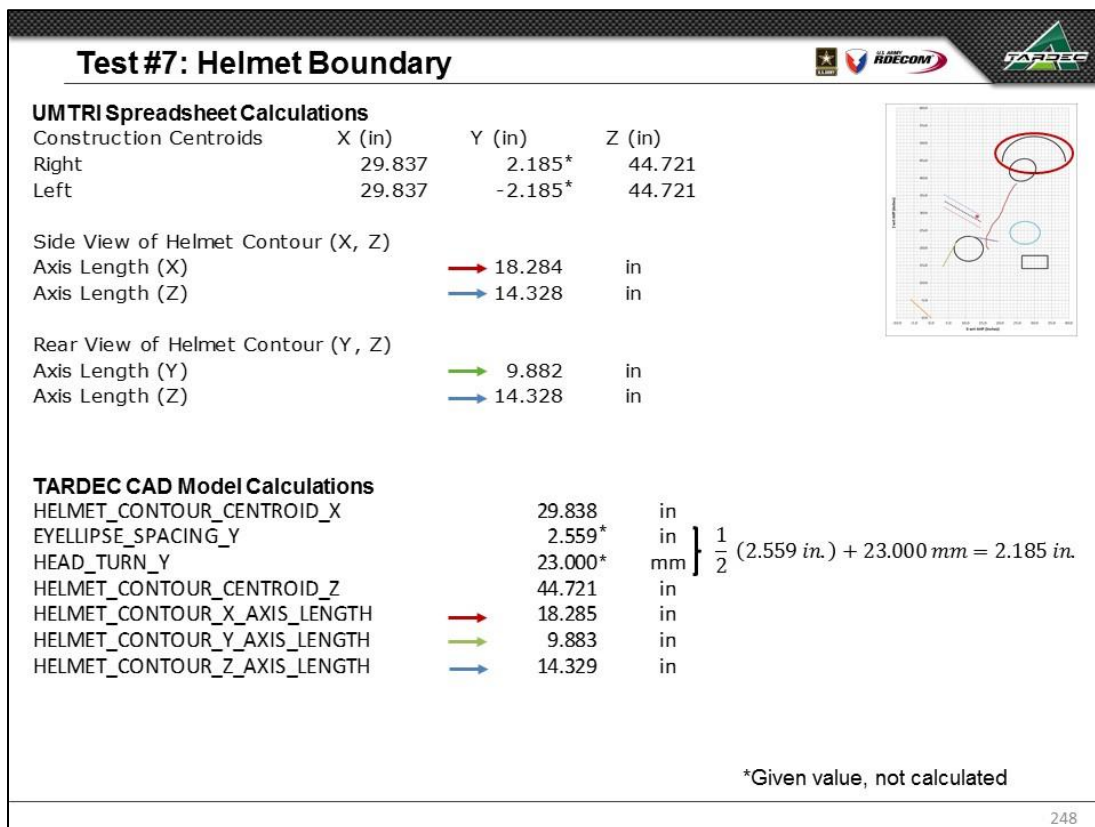 Test #7: Helmet Boundary
U.S. ARMY
RDECOM
TARDEC
UMTRI Spreadsheet Calculations
Construction Centroids X (in) Y (in) Z (in)
Right 29.837 2.185* 44.721
Left 29.837 -2.185* 44.721
Side View of Helmet Contour (X, Z)
Axis Length (X) 18.284 in
Axis Length (Z) 14.328 in
Rear View of Helmet Contour (Y, Z)
Axis Length (Y) 9.882 in
Axis Length (Z) 14.328 in
TARDEC CAD Model Calculations
HELMET_CONTOUR_CENTROID_X 29.838 in
EYELLIPSE_SPACING_Y 2.559* in
HEAD_TURN_Y 23.000* mm
1/2 (2.559 in.) + 23.000 mm = 2.185 in.
HELMET_CONTOUR_CENTROID_Z 44.721 in
HELMET_CONTOUR_X_AXIS_LENGTH 18.285 in
HELMET_CONTOUR_Y_AXIS_LENGTH 9.883 in
HELMET_CONTOUR_Z_AXIS_LENGTH 14.329 in
*Given value, not calculated
248